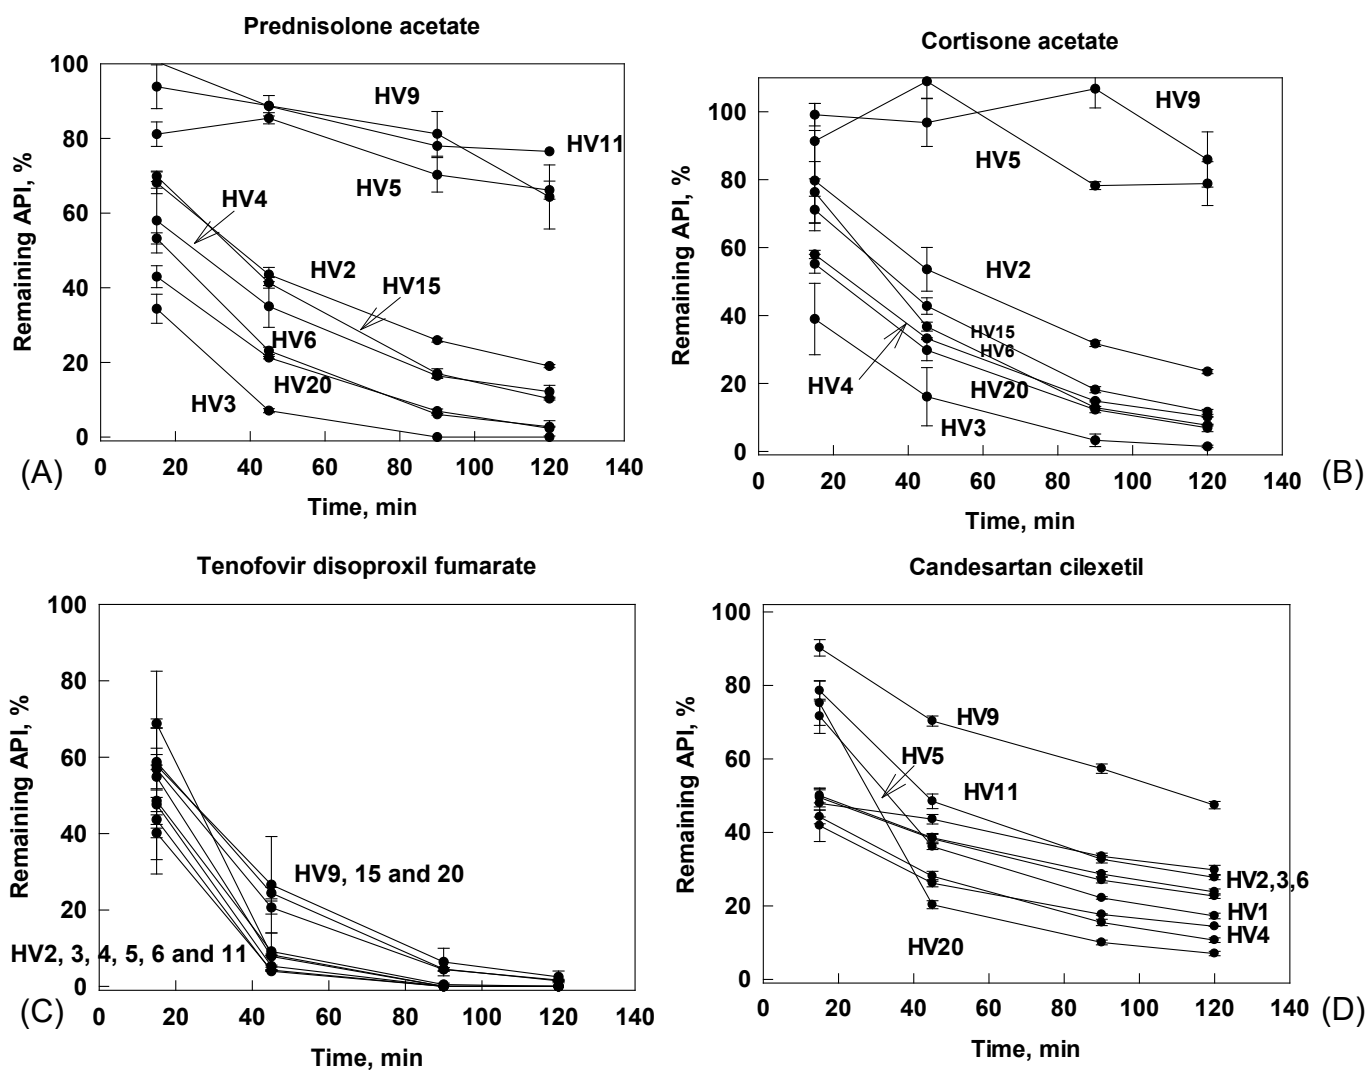 Prednisolone acetate
Remaining API, %
100
80
60
40
20
0
HV9
HV11
HV5
HV4
HV2
HV15
HV6
HV20
HV3
0 20 40 60 80 100 120 140
Time, min
(A)
Cortisone acetate
Remaining API, %
100
80
60
40
20
0
HV9
HV5
HV2
HV15
HV6
HV4
HV20
HV3
0 20 40 60 80 100 120 140
Time, min
(B)
Tenofovir disoproxil fumarate
Remaining API, %
100
80
60
40
20
0
HV9, 15 and 20
HV2, 3, 4, 5, 6 and 11
0 20 40 60 80 100 120 140
Time, min
(C)
Candesartan cilexetil
Remaining API, %
100
80
60
40
20
0
HV9
HV5
HV11
HV2,3,6
HV1
HV4
HV20
0 20 40 60 80 100 120 140
Time, min
(D)